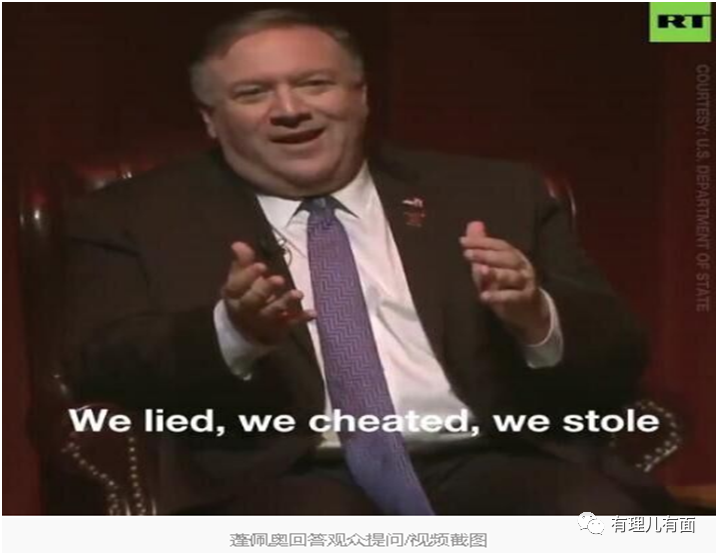 RT
COURTESY: U.S. DEPARTMENT OF STATE
We lied, we cheated, we stole
有理儿有面
蓬佩奥回答观众提问/视频截图